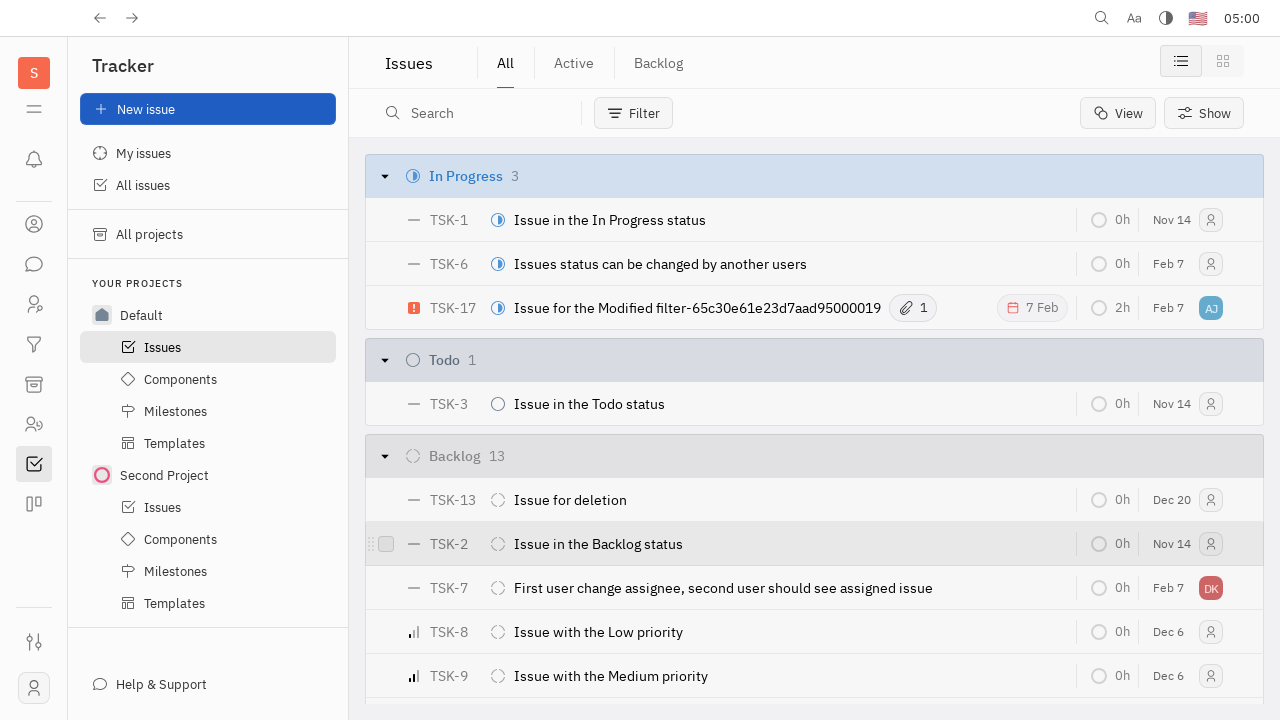 Aa 05:00
S
Tracker
New issue
My issues
All issues
All projects
YOUR PROJECTS
Default
Issues
Components
Milestones
Templates
Second Project
Issues
Components
Milestones
Templates
Help & Support
Issues All Active Backlog
Search Filter View Show
In Progress 3
TSK-1 Issue in the In Progress status 0h Nov 14
TSK-6 Issues status can be changed by another users 0h Feb 7
TSK-17 Issue for the Modified filter-65c30e61e23d7aad95000019 1 7 Feb 2h Feb 7 AJ
Todo 1
TSK-3 Issue in the Todo status 0h Nov 14
Backlog 13
TSK-13 Issue for deletion 0h Dec 20
TSK-2 Issue in the Backlog status 0h Nov 14
TSK-7 First user change assignee, second user should see assigned issue 0h Feb 7 DK
TSK-8 Issue with the Low priority 0h Dec 6
TSK-9 Issue with the Medium priority 0h Dec 6